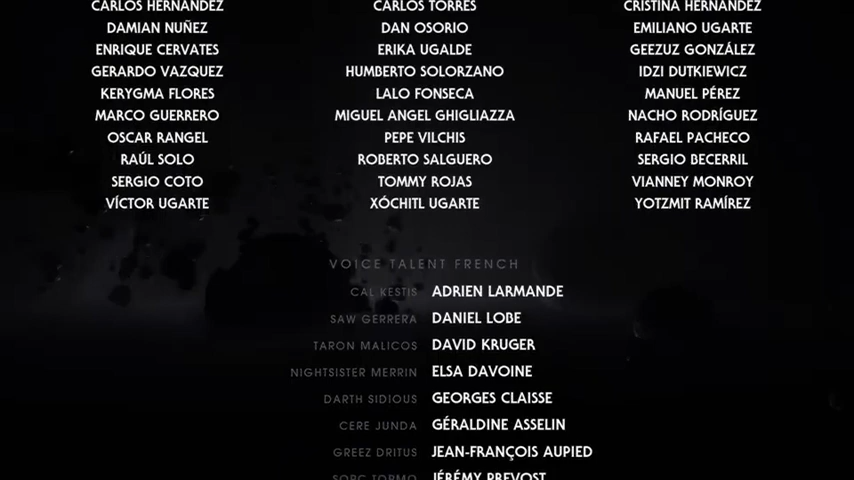 CARLOS HERNÁNDEZ CARLOS TORRES CRISTINA HERNÁNDEZ
DAMIAN NUÑEZ DAN OSORIO EMILIANO UGARTE
ENRIQUE CERVATES ERIKA UGALDE GEEZUZ GONZÁLEZ
GERARDO VAZQUEZ HUMBERTO SOLORZANO IDZI DUTKIEWICZ
KERYGMA FLORES LALO FONSECA MANUEL PÉREZ
MARCO GUERRERO MIGUEL ANGEL GHIGLIAZZA NACHO RODRÍGUEZ
OSCAR RANGEL PEPE VILCHIS RAFAEL PACHECO
RAÚL SOLO ROBERTO SALGUERO SERGIO BECERRIL
SERGIO COTO TOMMY ROJAS VIANNEY MONROY
VÍCTOR UGARTE XÓCHITL UGARTE YOTZMIT RAMÍREZ
VOICE TALENT FRENCH
CAL KESTIS ADRIEN LARMANDE
SAW GERRERA DANIEL LOBE
TARON MALICOS DAVID KRUGER
NIGHTSISTER MERRIN ELSA DAVOINE
DARTH SIDIOUS GEORGES CLAISSE
CERE JUNDA GÉRALDINE ASSELIN
GREEZ DRITUS JEAN-FRANÇOIS AUPIED
SORC TORMO JÉRÉMY PREVOST